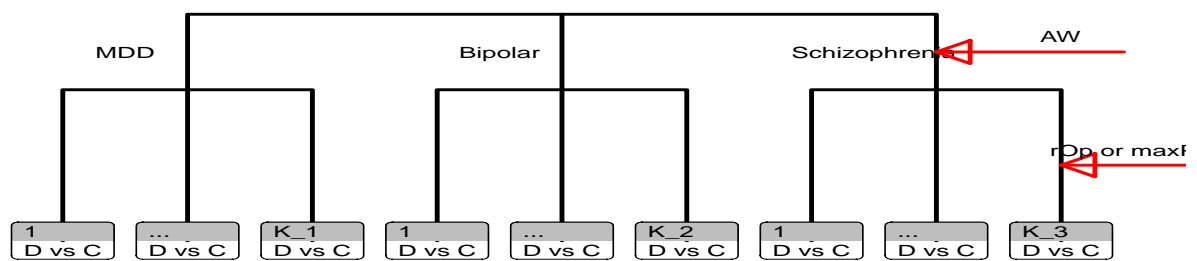 AW
MDD
Bipolar
Schizophrenia
rOp or maxP
1
D vs C
...
D vs C
K_1
D vs C
1
D vs C
...
D vs C
K_2
D vs C
1
D vs C
...
D vs C
K_3
D vs C